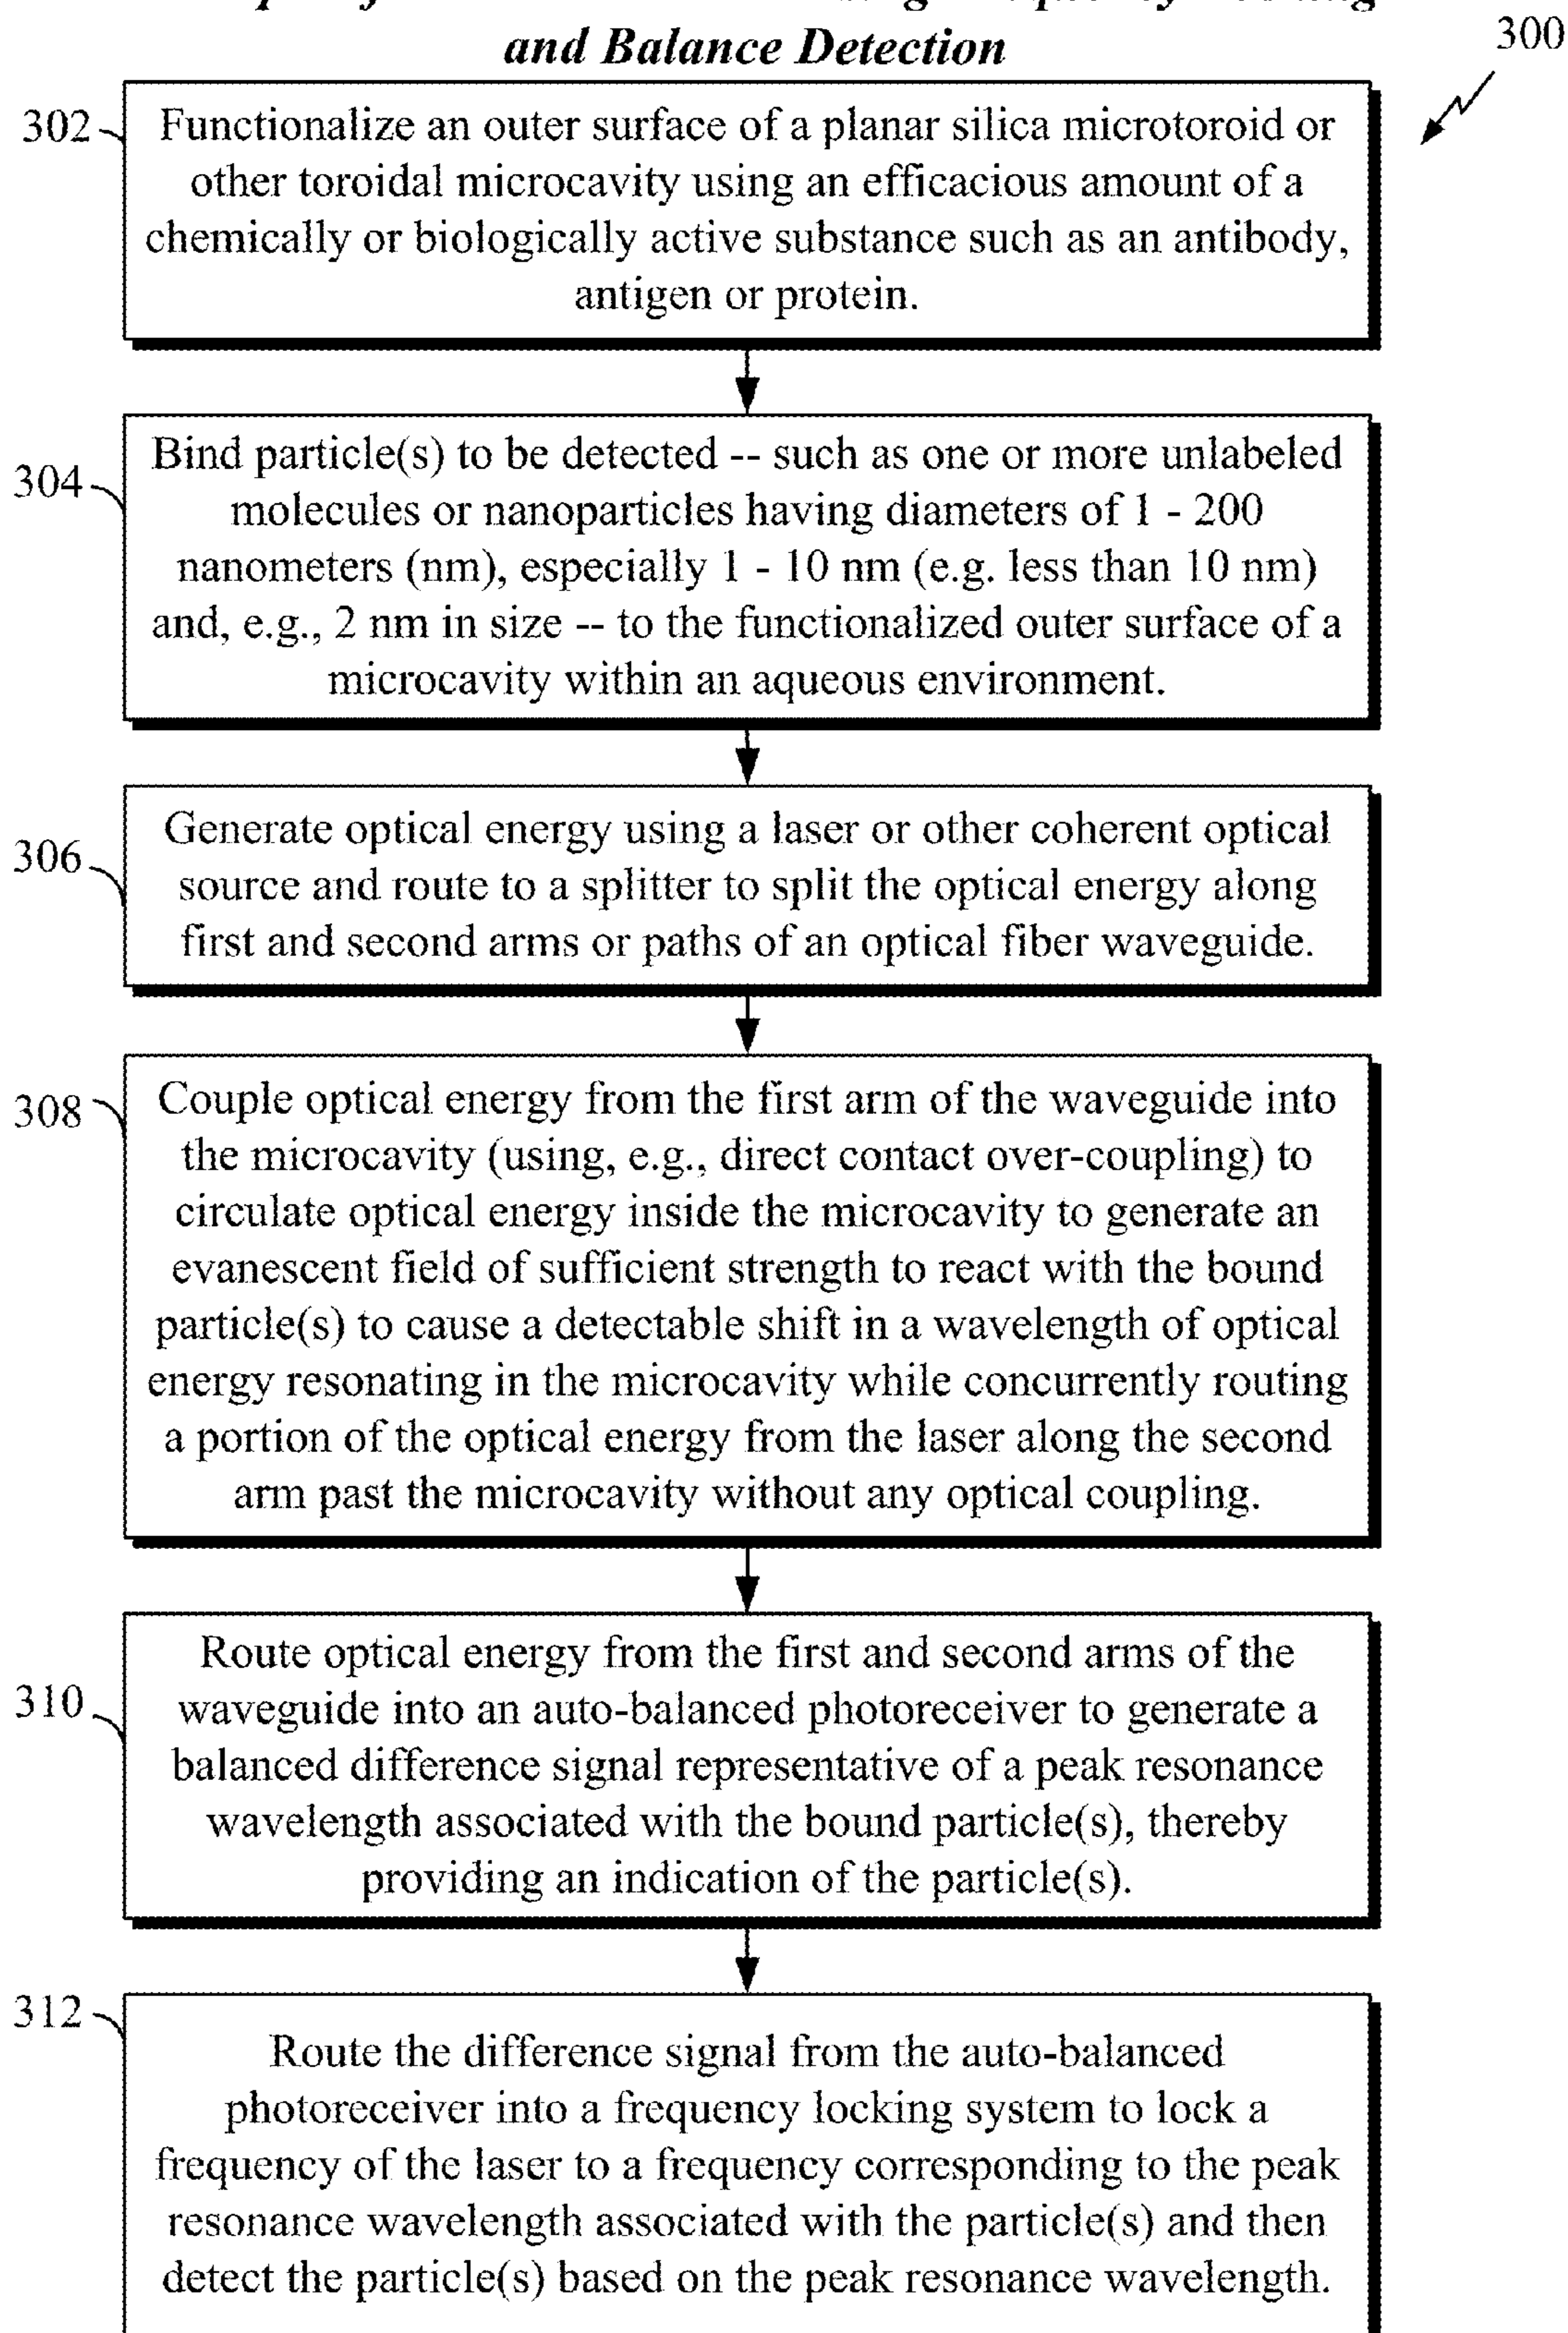 and Balance Detection
300
302
Functionalize an outer surface of a planar silica microtoroid or
other toroidal microcavity using an efficacious amount of a
chemically or biologically active substance such as an antibody,
antigen or protein.
304
Bind particle(s) to be detected -- such as one or more unlabeled
molecules or nanoparticles having diameters of 1 - 200
nanometers (nm), especially 1 - 10 nm (e.g. less than 10 nm)
and, e.g., 2 nm in size -- to the functionalized outer surface of a
microcavity within an aqueous environment.
306
Generate optical energy using a laser or other coherent optical
source and route to a splitter to split the optical energy along
first and second arms or paths of an optical fiber waveguide.
308
Couple optical energy from the first arm of the waveguide into
the microcavity (using, e.g., direct contact over-coupling) to
circulate optical energy inside the microcavity to generate an
evanescent field of sufficient strength to react with the bound
particle(s) to cause a detectable shift in a wavelength of optical
energy resonating in the microcavity while concurrently routing
a portion of the optical energy from the laser along the second
arm past the microcavity without any optical coupling.
310
Route optical energy from the first and second arms of the
waveguide into an auto-balanced photoreceiver to generate a
balanced difference signal representative of a peak resonance
wavelength associated with the bound particle(s), thereby
providing an indication of the particle(s).
312
Route the difference signal from the auto-balanced
photoreceiver into a frequency locking system to lock a
frequency of the laser to a frequency corresponding to the peak
resonance wavelength associated with the particle(s) and then
detect the particle(s) based on the peak resonance wavelength.